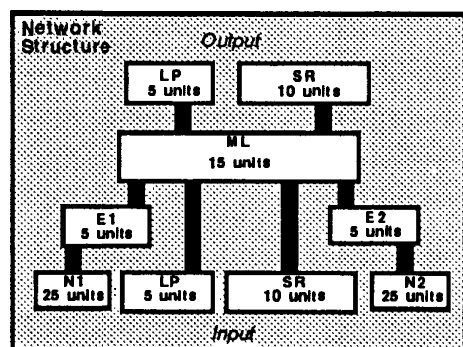 Network
Structure
Output
LP
5 units
SR
10 units
ML
15 units
E1
5 units
E2
5 units
N1
25 units
LP
5 units
SR
10 units
N2
25 units
Input